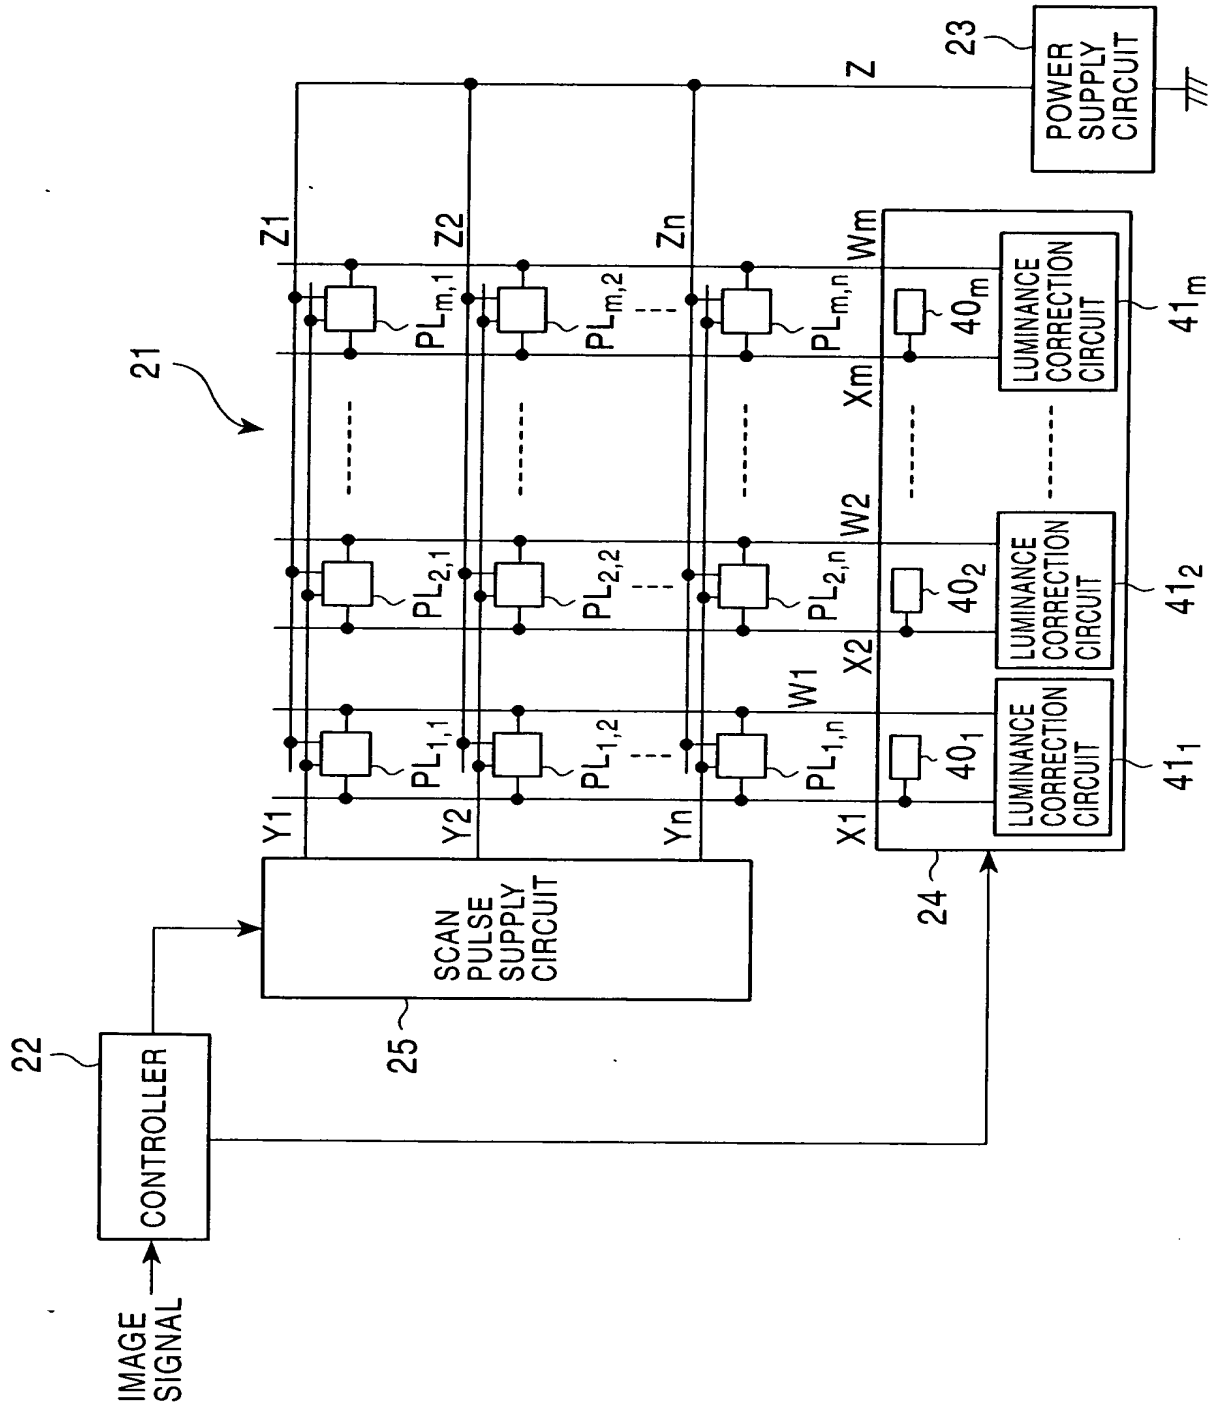 IMAGE
SIGNAL
22
CONTROLLER
21
25
SCAN
PULSE
SUPPLY
CIRCUIT
Y1
Z1
PL1,1
PL2,1
PLm,1
Y2
Z2
PL1,2
PL2,2
PLm,2
Yn
Zn
PL1,n
PL2,n
PLm,n
X1
W1
X2
W2
Xm
Wm
Z
23
POWER
SUPPLY
CIRCUIT
24
40₁
40₂
40m
LUMINANCE
CORRECTION
CIRCUIT
LUMINANCE
CORRECTION
CIRCUIT
LUMINANCE
CORRECTION
CIRCUIT
41₁
41₂
41m